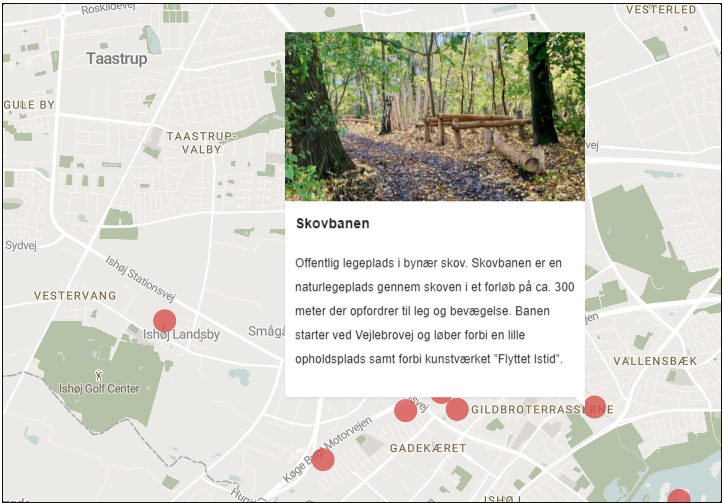 Roskildevej
VESTERLED
Taastrup
GULE BY
TAASTRUP-
VALBY
Sydvej
Ishøj Stationsvej
VESTERVANG
Ishøj Landsby
Ishøj Golf Center
Skovbanen
Offentlig legeplads i bynær skov. Skovbanen er en
naturlegeplads gennem skoven i et forløb på ca. 300
meter der opfordrer til leg og bevægelse. Banen
starter ved Vejlebrovej og løber forbi en lille
opholdsplads samt forbi kunstværket "Flyttet Istid".
VALLENSBÆK
GILDBROTERRASSERNE
GADEKÆRET
Køge Bugt Motorvejen
ISHØJ